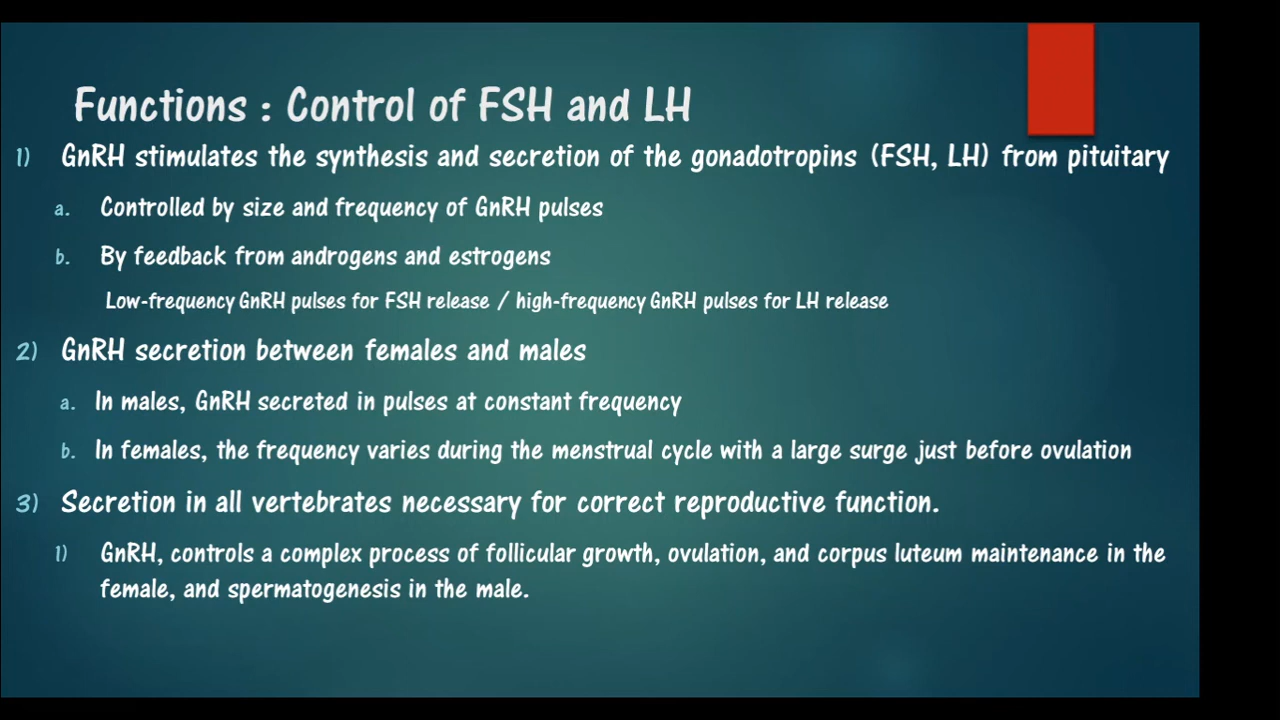 Functions : Control of FSH and LH
1) GnRH stimulates the synthesis and secretion of the gonadotropins (FSH, LH) from pituitary
a. Controlled by size and frequency of GnRH pulses
b. By feedback from androgens and estrogens
Low-frequency GnRH pulses for FSH release / high-frequency GnRH pulses for LH release
2) GnRH secretion between females and males
a. In males, GnRH secreted in pulses at constant frequency
b. In females, the frequency varies during the menstrual cycle with a large surge just before ovulation
3) Secretion in all vertebrates necessary for correct reproductive function.
1) GnRH, controls a complex process of follicular growth, ovulation, and corpus luteum maintenance in the
female, and spermatogenesis in the male.